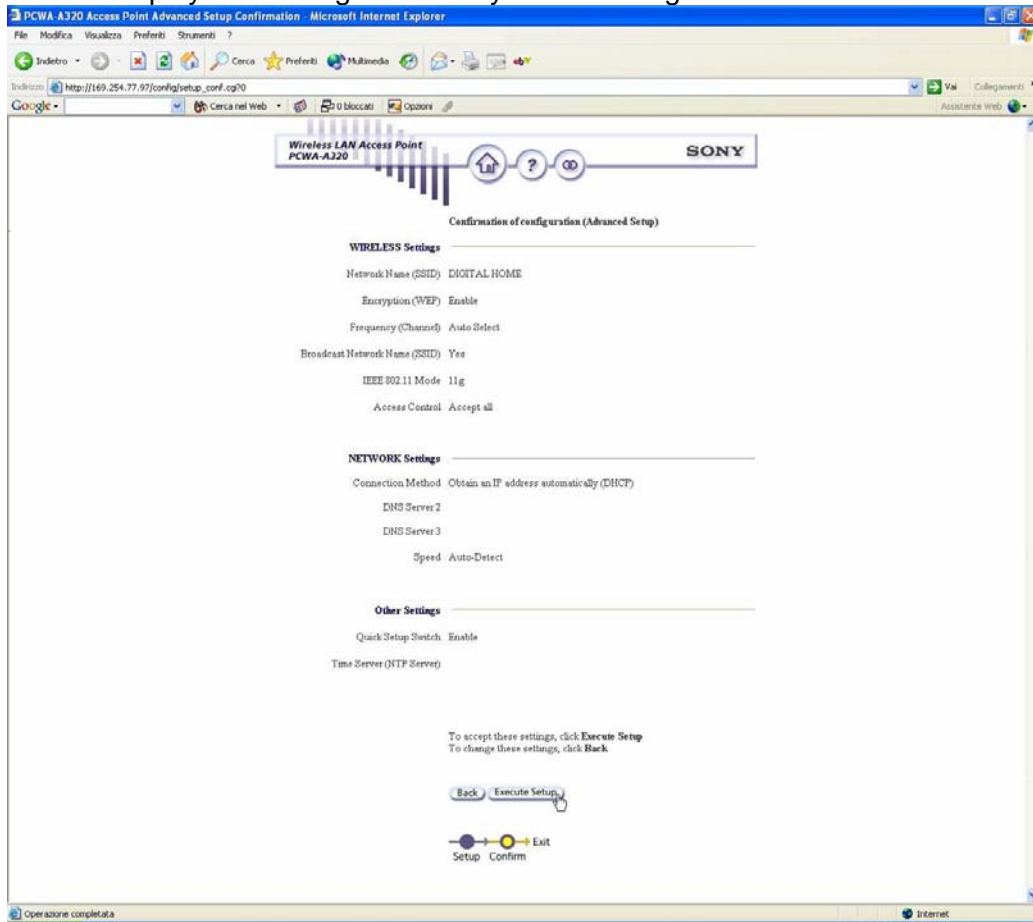 PCWA-A320 Access Point Advanced Setup Confirmation - Microsoft Internet Explorer
File Modifica Visualizza Preferiti Strumenti ?
Indietro Cerca Preferiti Multimedia
Indirizzo http://169.254.77.97/config/setup_conf.cgi?0 Vai Collegamenti
Google Cerca nel Web 0 bloccati Opzioni Assistente Web
Wireless LAN Access Point
PCWA-A320
SONY
Confirmation of configuration (Advanced Setup)
WIRELESS Settings
Network Name (SSID) DIGITAL HOME
Encryption (WEP) Enable
Frequency (Channel) Auto Select
Broadcast Network Name (SSID) Yes
IEEE 802.11 Mode 11g
Access Control Accept all
NETWORK Settings
Connection Method Obtain an IP address automatically (DHCP)
DNS Server 2
DNS Server 3
Speed Auto-Detect
Other Settings
Quick Setup Switch Enable
Time Server (NTP Server)
To accept these settings, click Execute Setup
To change these settings, click Back
Back Execute Setup
Setup Confirm Exit
Operazione completata Internet